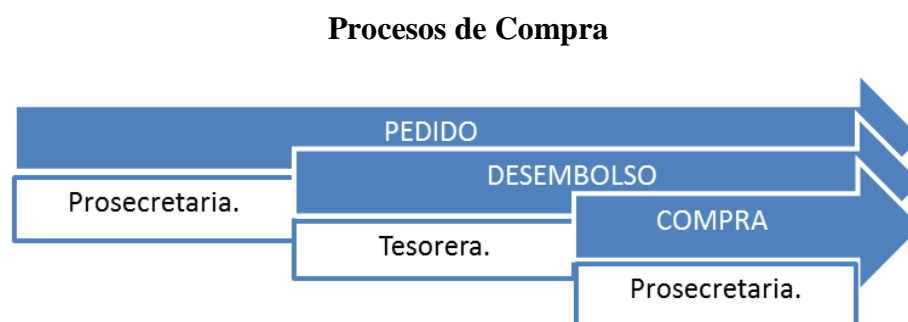 Procesos de Compra
PEDIDO
Prosecretaria.
DESEMBOLSO
Tesorera.
COMPRA
Prosecretaria.